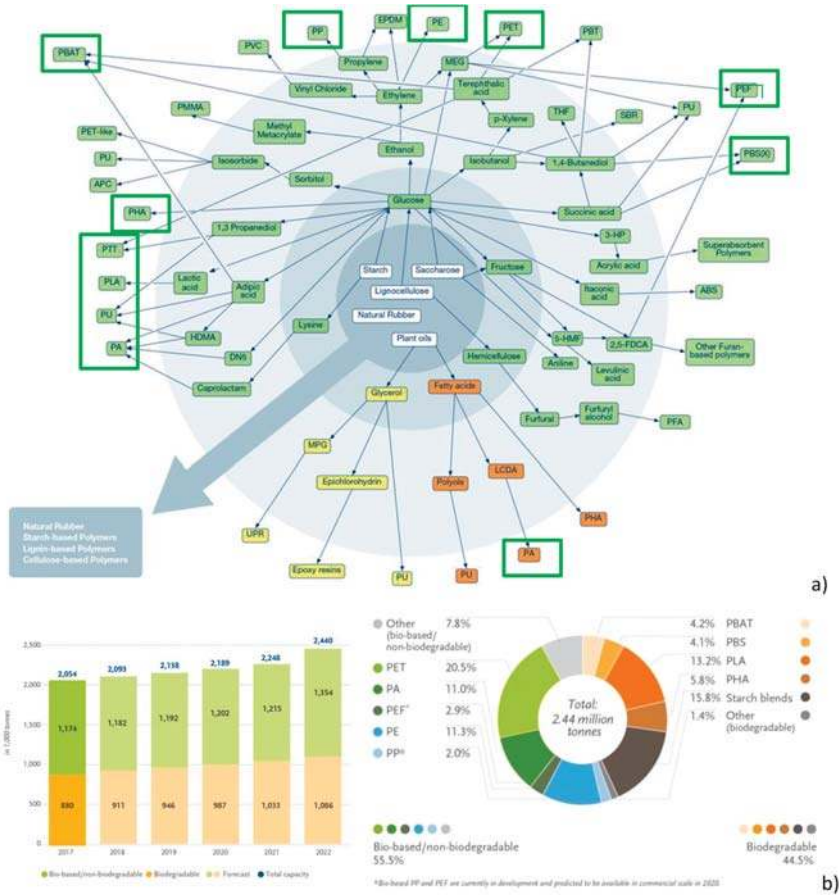 EPDM
PE
PP
PET
PBT
PBAT
PVC
Propylene
MEG
Terephthalic
acid
Vinyl Chloride
Ethylene
PEF
PMMA
p-Xylene
THF
SBR
PU
PET-like
Methyl
Metacrylate
Ethanol
PU
Isosorbide
Isobutanol
1,4-Butanediol
PBS(X)
APC
Sorbitol
Glucose
PHA
Succinic acid
1,3 Propanediol
3-HP
PTT
Superabsorbent
Polymers
Starch
Saccharose
Fructose
Acrylic acid
PLA
Lactic
acid
Adipic
acid
Lignocellulose
Itaconic
acid
ABS
PU
Natural Rubber
Lysine
HDMA
Plant oils
5-HMF
2,5-FDCA
Other Furan-
based polymers
PA
DN5
Hemicellulose
Aniline
Levulinic
acid
Caprolactam
Glycerol
Fatty acids
Furfural
Furfuryl
alcohol
PFA
MPG
LCDA
Epichlorohydrin
Polyols
PHA
Natural Rubber
Starch-based Polymers
Lignin-based Polymers
Cellulose-based Polymers
UPR
PA
Epoxy resins
PU
PU
a)
in 1,000 tonnes
2,500
2,000
1,500
1,000
500
0
2,054
2,093
2,138
2,189
2,248
2,440
1,174
1,182
1,192
1,202
1,215
1,354
880
911
946
987
1,033
1,086
2017
2018
2019
2020
2021
2022
Bio-based/non-biodegradable
Biodegradable
Forecast
Total capacity
Other
(bio-based/
non-biodegradable)
7.8%
PET 20.5%
PA 11.0%
PEF* 2.9%
PE 11.3%
PP* 2.0%
Total:
2.44 million
tonnes
4.2% PBAT
4.1% PBS
13.2% PLA
5.8% PHA
15.8% Starch blends
1.4% Other
(biodegradable)
Bio-based/non-biodegradable
55.5%
Biodegradable
44.5%
b)
*Bio-based PP and PEF are currently in development and predicted to be available in commercial scale in 2020